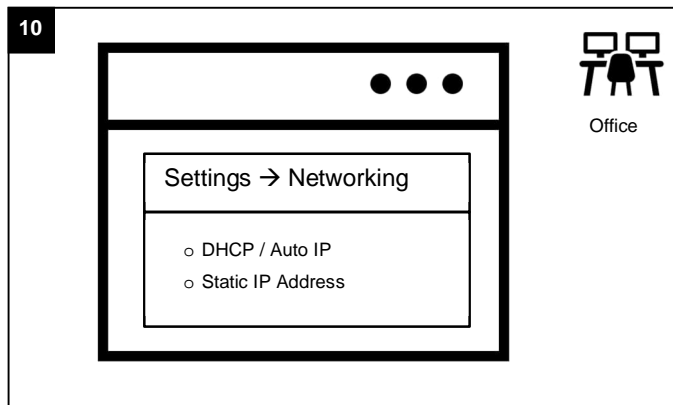 10
Office
Settings → Networking
o DHCP / Auto IP
o Static IP Address